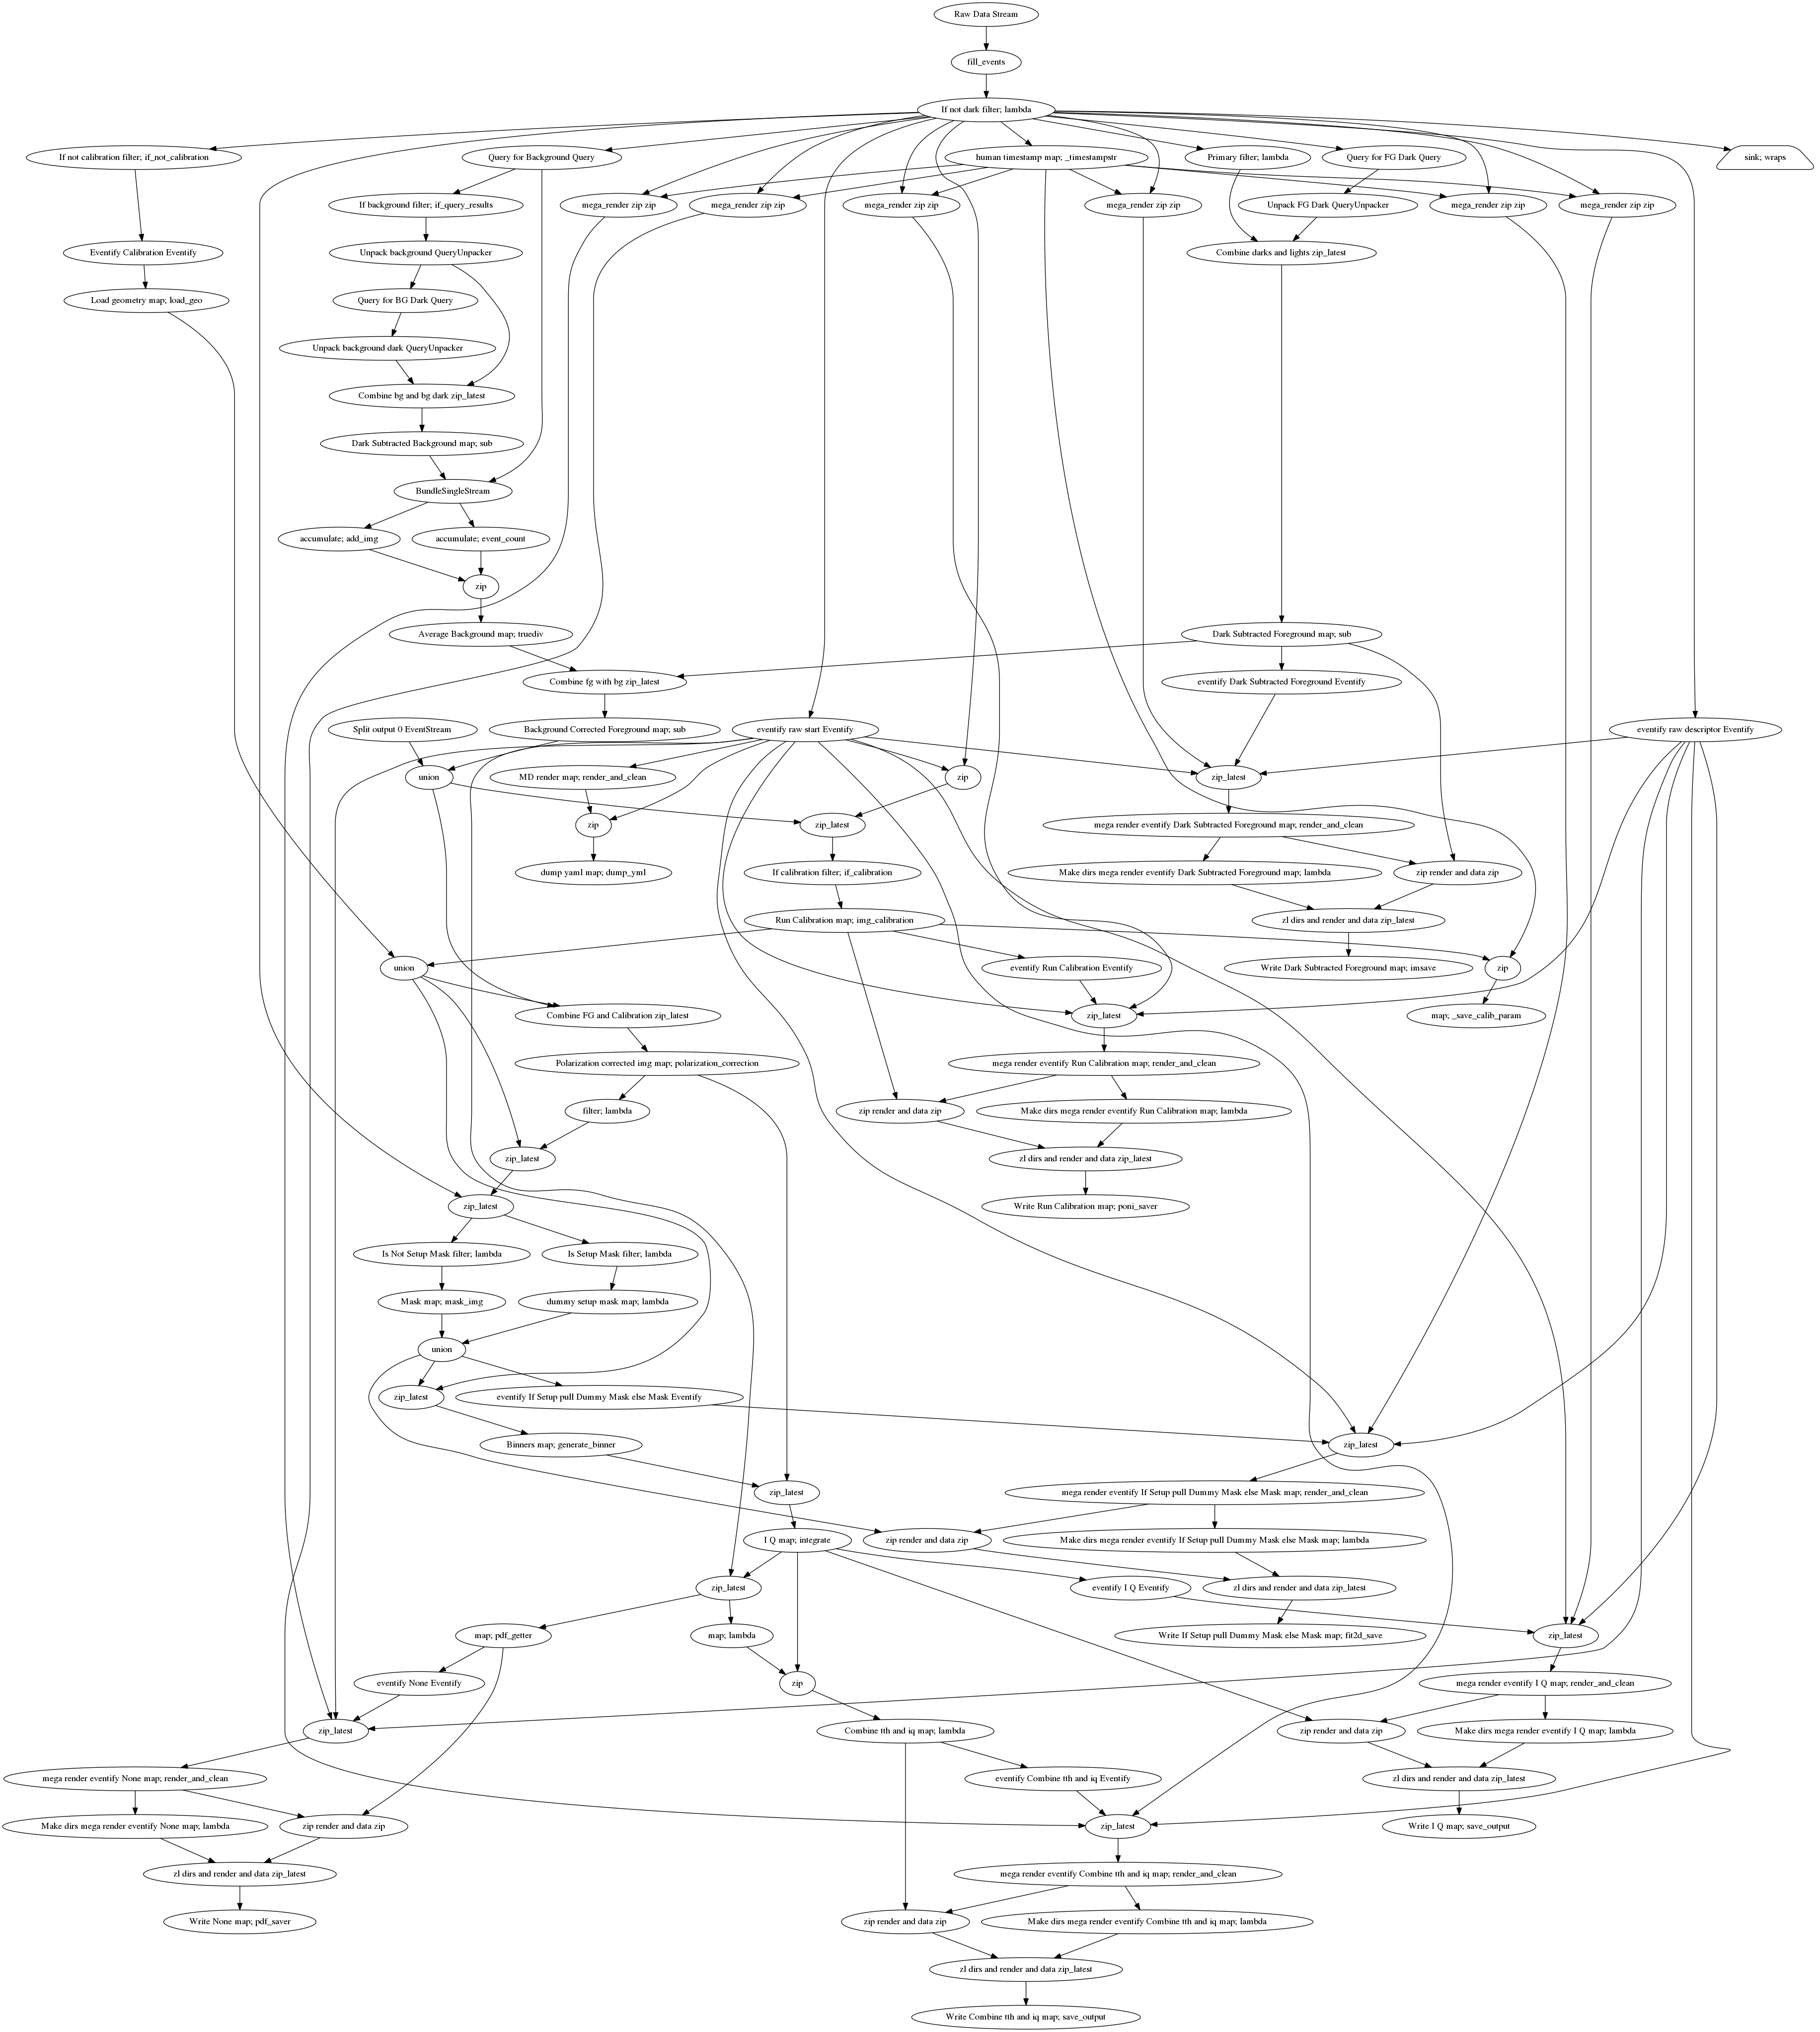 Raw Data Stream
fill_events
If not dark filter; lambda
If not calibration filter; if_not_calibration
Query for Background Query
human timestamp map; _timestampstr
Primary filter; lambda
Query for FG Dark Query
sink; wraps
If background filter; if_query_results
mega_render zip zip
mega_render zip zip
mega_render zip zip
mega_render zip zip
Unpack FG Dark QueryUnpacker
mega_render zip zip
mega_render zip zip
Eventify Calibration Eventify
Unpack background QueryUnpacker
Combine darks and lights zip_latest
Load geometry map; load_geo
Query for BG Dark Query
Unpack background dark QueryUnpacker
Combine bg and bg dark zip_latest
Dark Subtracted Background map; sub
BundleSingleStream
accumulate; add_img
accumulate; event_count
zip
Average Background map; truediv
Dark Subtracted Foreground map; sub
Combine fg with bg zip_latest
eventify Dark Subtracted Foreground Eventify
Split output 0 EventStream
Background Corrected Foreground map; sub
eventify raw start Eventify
eventify raw descriptor Eventify
union
MD render map; render_and_clean
zip
zip_latest
zip
zip_latest
mega render eventify Dark Subtracted Foreground map; render_and_clean
dump yaml map; dump_yml
If calibration filter; if_calibration
Make dirs mega render eventify Dark Subtracted Foreground map; lambda
zip render and data zip
Run Calibration map; img_calibration
zl dirs and render and data zip_latest
union
eventify Run Calibration Eventify
Write Dark Subtracted Foreground map; imsave
zip
Combine FG and Calibration zip_latest
zip_latest
map; _save_calib_param
Polarization corrected img map; polarization_correction
mega render eventify Run Calibration map; render_and_clean
filter; lambda
zip render and data zip
Make dirs mega render eventify Run Calibration map; lambda
zip_latest
zl dirs and render and data zip_latest
zip_latest
Write Run Calibration map; poni_saver
Is Not Setup Mask filter; lambda
Is Setup Mask filter; lambda
Mask map; mask_img
dummy setup mask map; lambda
union
zip_latest
eventify If Setup pull Dummy Mask else Mask Eventify
Binners map; generate_binner
zip_latest
zip_latest
mega render eventify If Setup pull Dummy Mask else Mask map; render_and_clean
I Q map; integrate
zip render and data zip
Make dirs mega render eventify If Setup pull Dummy Mask else Mask map; lambda
zip_latest
eventify I Q Eventify
zl dirs and render and data zip_latest
map; pdf_getter
map; lambda
Write If Setup pull Dummy Mask else Mask map; fit2d_save
zip_latest
eventify None Eventify
zip
mega render eventify I Q map; render_and_clean
zip_latest
Combine tth and iq map; lambda
zip render and data zip
Make dirs mega render eventify I Q map; lambda
mega render eventify None map; render_and_clean
eventify Combine tth and iq Eventify
zl dirs and render and data zip_latest
Make dirs mega render eventify None map; lambda
zip render and data zip
zip_latest
Write I Q map; save_output
zl dirs and render and data zip_latest
mega render eventify Combine tth and iq map; render_and_clean
Write None map; pdf_saver
zip render and data zip
Make dirs mega render eventify Combine tth and iq map; lambda
zl dirs and render and data zip_latest
Write Combine tth and iq map; save_output